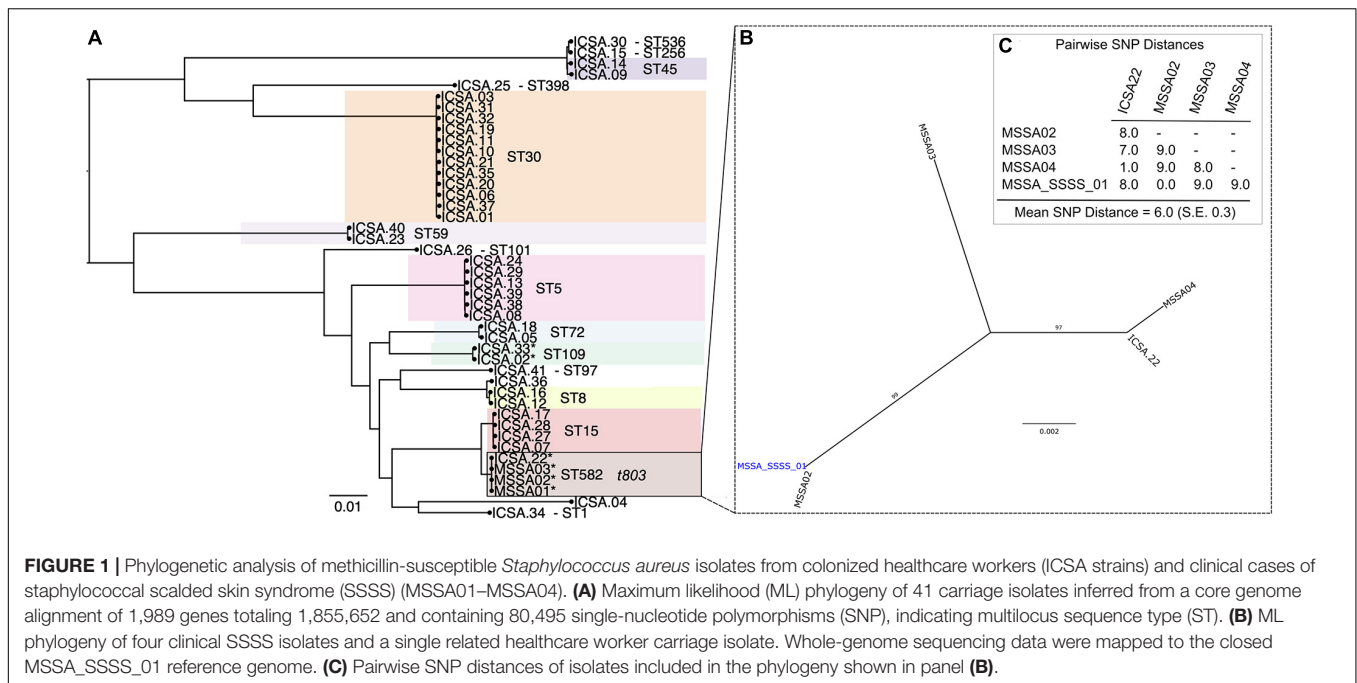 A
ICSA.30 - ST536
ICSA.15 - ST256
ICSA.14
ICSA.09
ST45
ICSA.25 - ST398
ICSA.03
ICSA.31
ICSA.32
ICSA.19
ICSA.11
ICSA.10
ICSA.21
ICSA.35
ICSA.20
ICSA.06
ICSA.37
ICSA.01
ST30
ICSA.40
ICSA.23
ST59
ICSA.26 - ST101
ICSA.24
ICSA.29
ICSA.13
ICSA.39
ICSA.38
ICSA.08
ST5
ICSA.18
ICSA.05
ST72
ICSA.33*
ICSA.02*
ST109
ICSA.41 - ST97
ICSA.36
ICSA.16
ICSA.12
ST8
ICSA.17
ICSA.28
ICSA.27
ICSA.07
ST15
ICSA.22*
MSSA03*
MSSA02*
MSSA01*
ST582 t803
ICSA.04
ICSA.34 - ST1
0.01
B
MSSA03
MSSA04
97
ICSA.22
99
0.002
MSSA_SSSS_01
MSSA02
C
Pairwise SNP Distances
ICSA22 MSSA02 MSSA03 MSSA04
MSSA02 8.0 - - -
MSSA03 7.0 9.0 - -
MSSA04 1.0 9.0 8.0 -
MSSA_SSSS_01 8.0 0.0 9.0 9.0
Mean SNP Distance = 6.0 (S.E. 0.3)
FIGURE 1 | Phylogenetic analysis of methicillin-susceptible Staphylococcus aureus isolates from colonized healthcare workers (ICSA strains) and clinical cases of
staphylococcal scalded skin syndrome (SSSS) (MSSA01–MSSA04). (A) Maximum likelihood (ML) phylogeny of 41 carriage isolates inferred from a core genome
alignment of 1,989 genes totaling 1,855,652 and containing 80,495 single-nucleotide polymorphisms (SNP), indicating multilocus sequence type (ST). (B) ML
phylogeny of four clinical SSSS isolates and a single related healthcare worker carriage isolate. Whole-genome sequencing data were mapped to the closed
MSSA_SSSS_01 reference genome. (C) Pairwise SNP distances of isolates included in the phylogeny shown in panel (B).